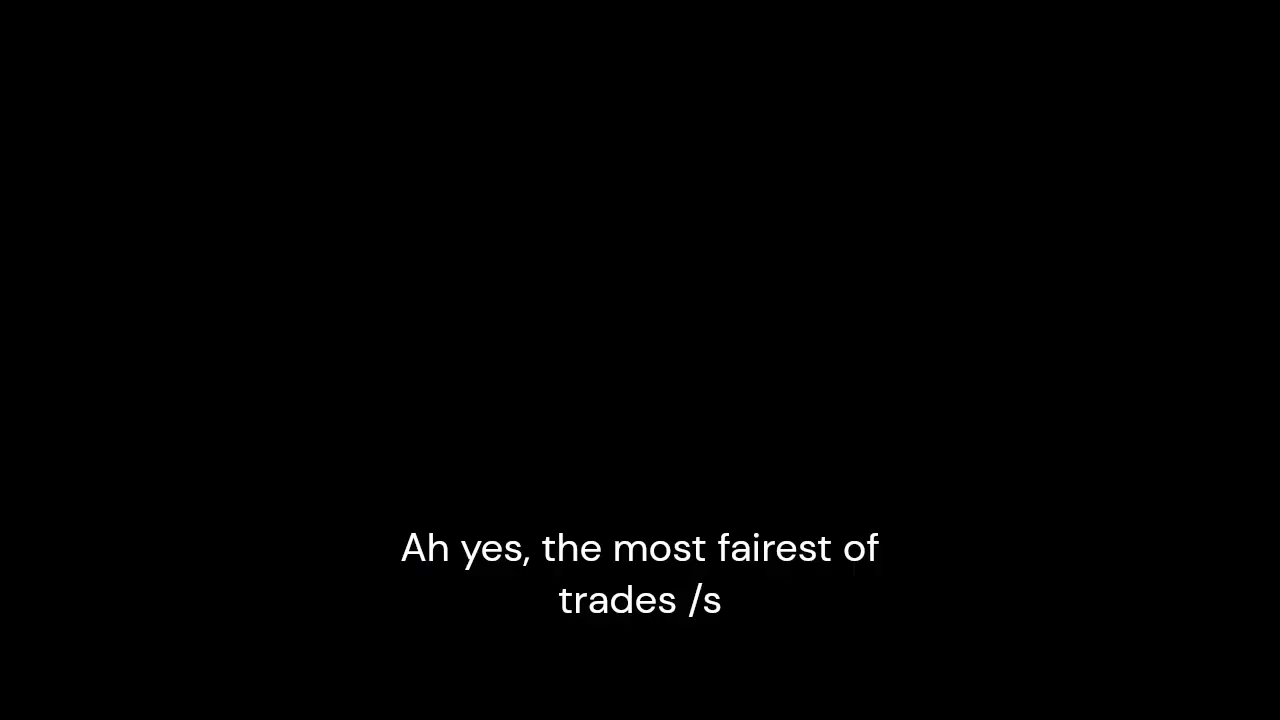 Ah yes, the most fairest of
trades /s